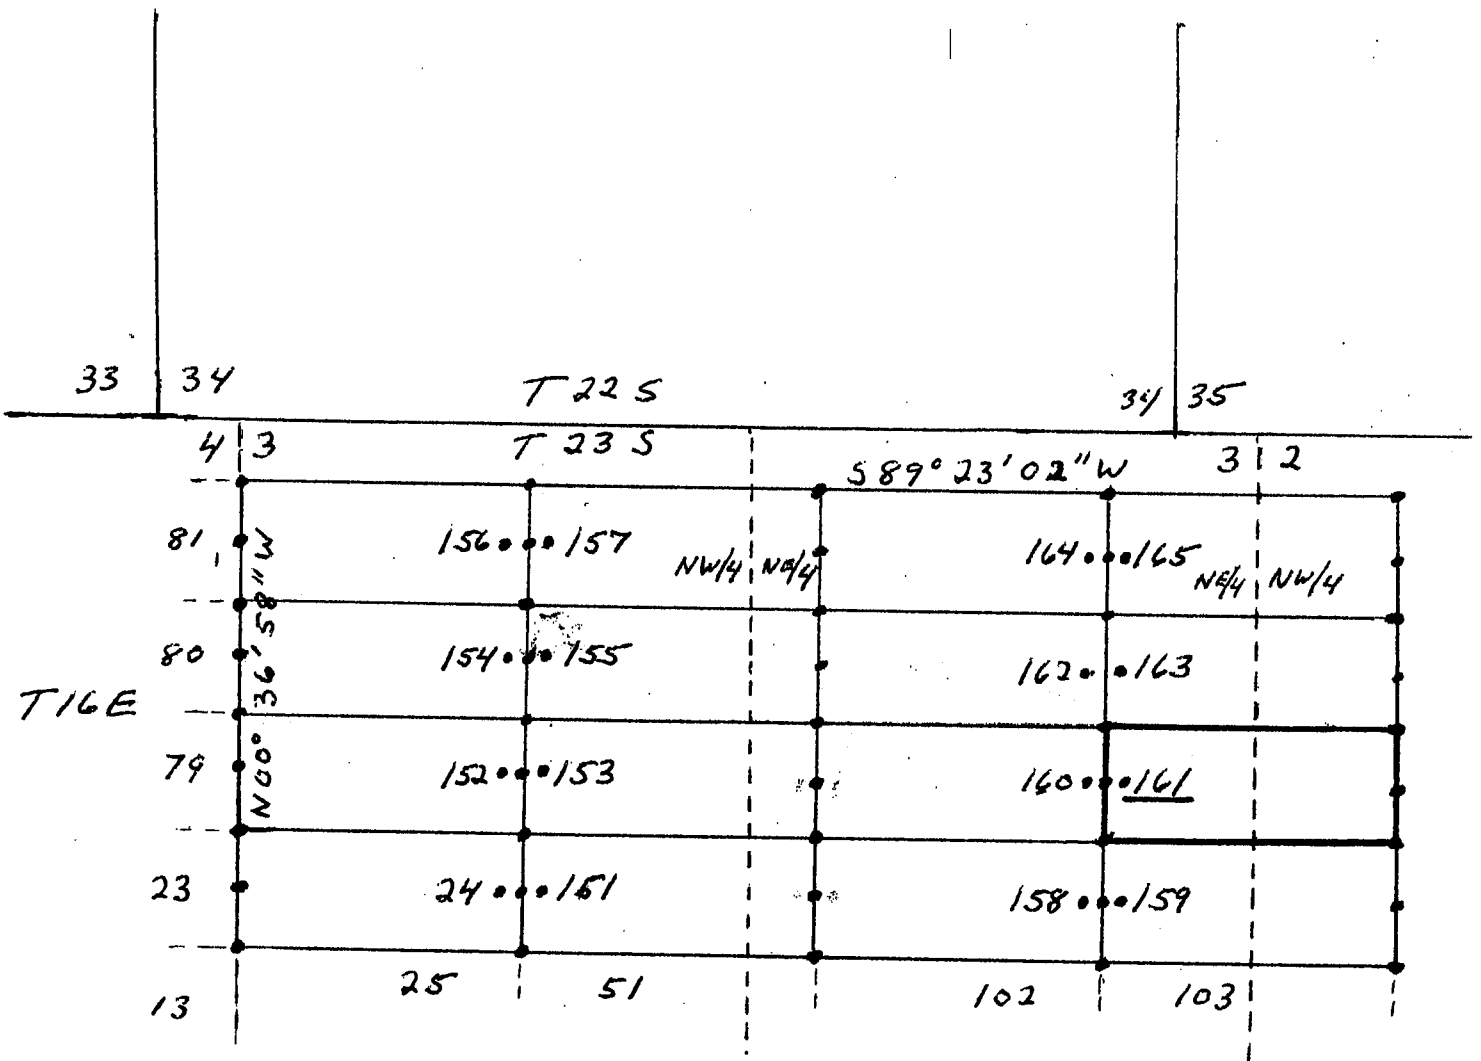 33 34 T 22 S 34 35
4 3 T 23 S 3 2
S 89° 23' 02" W
81 156 157 NW/4 NE/4 164 165 NE/4 NW/4
N 00° 36' 58" W
80 154 155 162 163
T16E
79 152 153 160 161
23 24 151 158 159
13 25 51 102 103